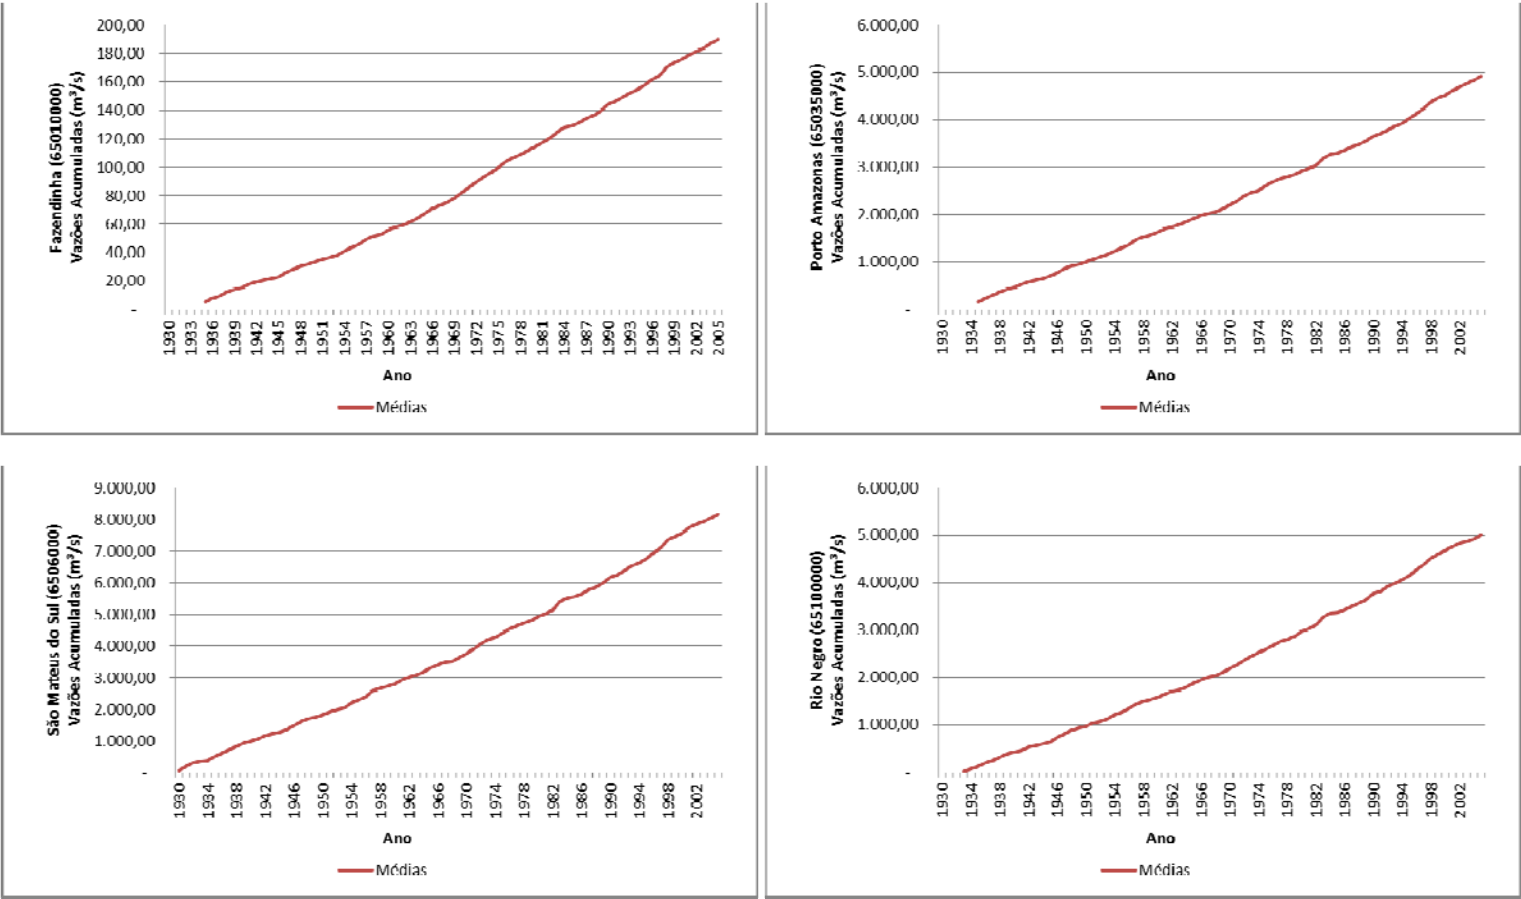 Fazendinha (65010000)
Vazões Acumuladas (m³/s)
200,00
180,00
160,00
140,00
120,00
100,00
80,00
60,00
40,00
20,00
-
1930 1933 1936 1939 1942 1945 1948 1951 1954 1957 1960 1963 1966 1969 1972 1975 1978 1981 1984 1987 1990 1993 1996 1999 2002 2005
Ano
Médias
Porto Amazonas (65035000)
Vazões Acumuladas (m³/s)
6.000,00
5.000,00
4.000,00
3.000,00
2.000,00
1.000,00
-
1930 1934 1938 1942 1946 1950 1954 1958 1962 1966 1970 1974 1978 1982 1986 1990 1994 1998 2002
Ano
Médias
São Mateus do Sul (6506000)
Vazões Acumuladas (m³/s)
9.000,00
8.000,00
7.000,00
6.000,00
5.000,00
4.000,00
3.000,00
2.000,00
1.000,00
-
1930 1934 1938 1942 1946 1950 1954 1958 1962 1966 1970 1974 1978 1982 1986 1990 1994 1998 2002
Ano
Médias
Rio Negro (65100000)
Vazões Acumuladas (m³/s)
6.000,00
5.000,00
4.000,00
3.000,00
2.000,00
1.000,00
-
1930 1934 1938 1942 1946 1950 1954 1958 1962 1966 1970 1974 1978 1982 1986 1990 1994 1998 2002
Ano
Médias